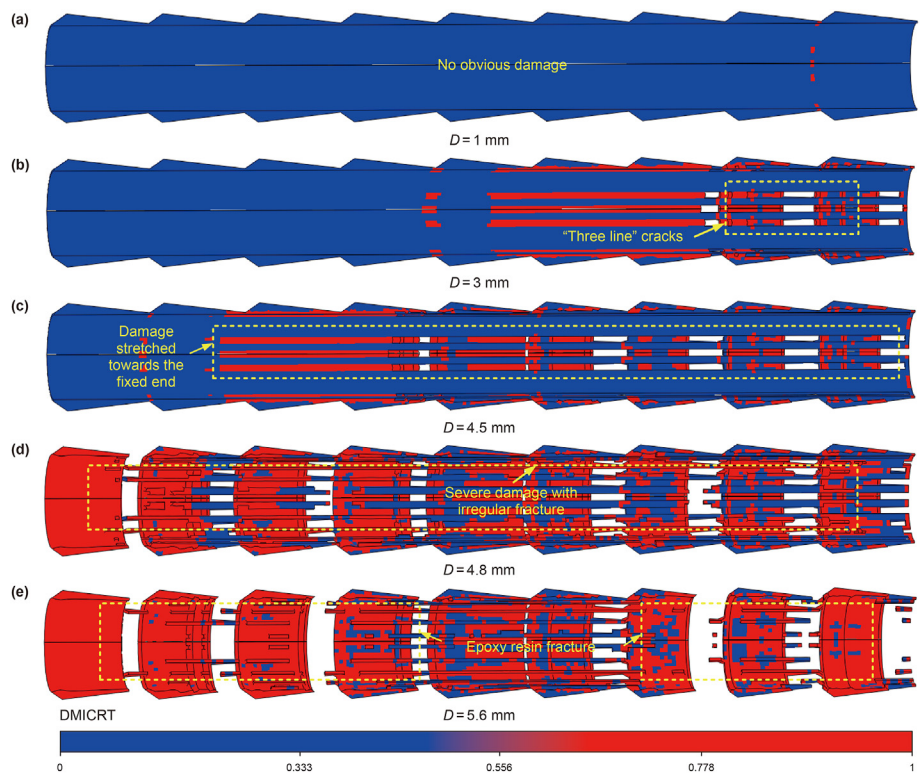 (a)
No obvious damage
D = 1 mm
(b)
"Three line" cracks
D = 3 mm
(c)
Damage
stretched
towards the
fixed end
D = 4.5 mm
(d)
Severe damage with
irregular fracture
D = 4.8 mm
(e)
Epoxy resin fracture
DMICRT
D = 5.6 mm
0
0.333
0.556
0.778
1